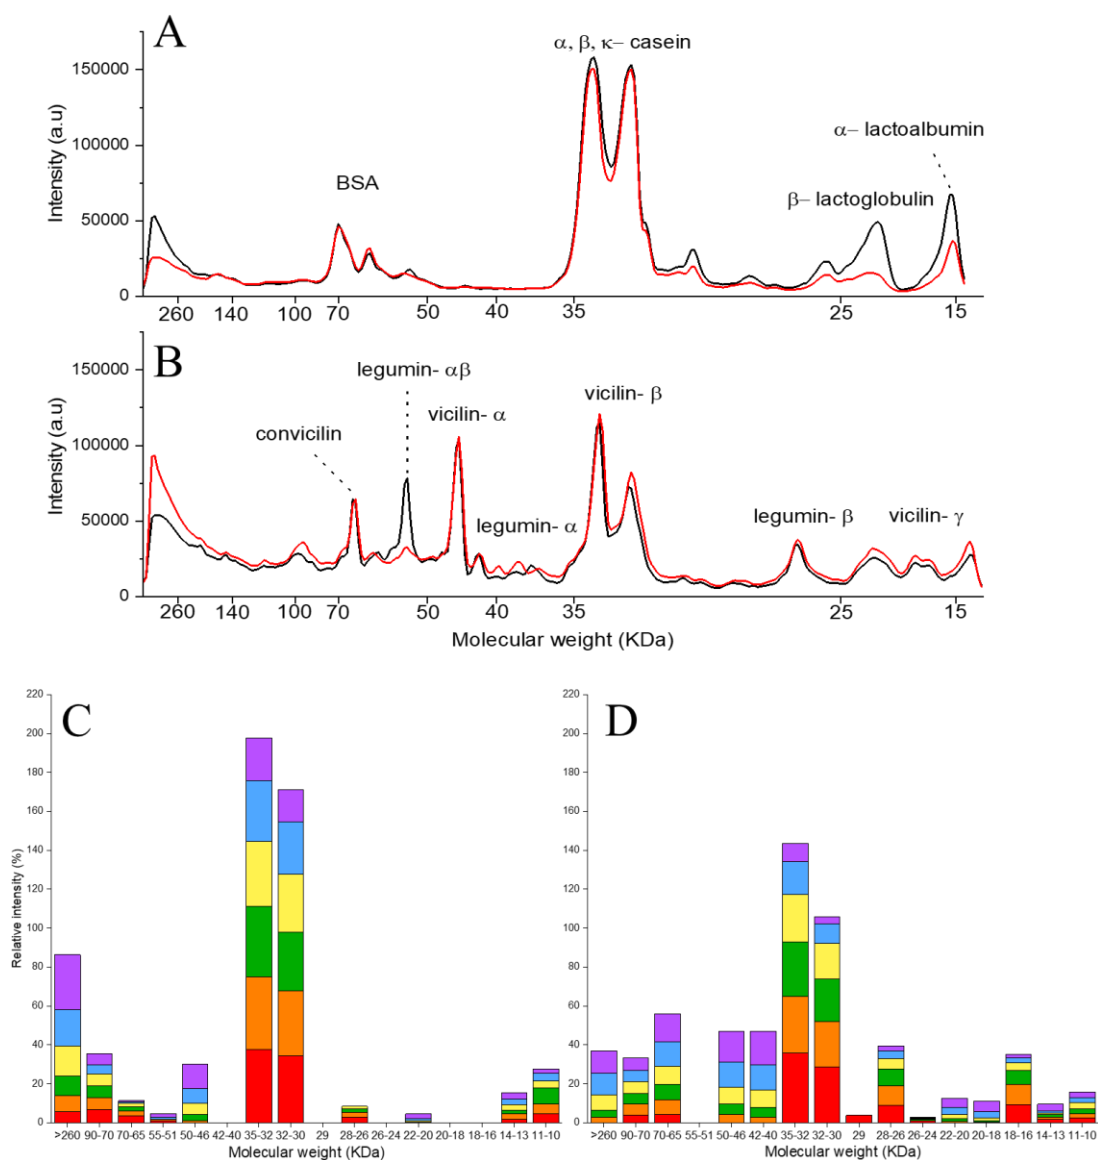 A
α, β, κ– casein
α– lactoalbumin
BSA
β– lactoglobulin
Intensity (a.u)
150000
100000
50000
0
260 140 100 70 50 40 35 25 15
B
legumin- αβ
vicilin- β
vicilin- α
convicilin
legumin- α
legumin- β
vicilin- γ
Intensity (a.u)
150000
100000
50000
0
260 140 100 70 50 40 35 25 15
Molecular weight (KDa)
C
Relative intensity (%)
220
200
180
160
140
120
100
80
60
40
20
0
>260 90-70 70-65 55-51 50-46 42-40 35-32 32-30 29 28-26 26-24 22-20 20-18 18-16 14-13 11-10
Molecular weight (KDa)
D
220
200
180
160
140
120
100
80
60
40
20
0
>260 90-70 70-65 55-51 50-46 42-40 35-32 32-30 29 28-26 26-24 22-20 20-18 18-16 14-13 11-10
Molecular weight (KDa)